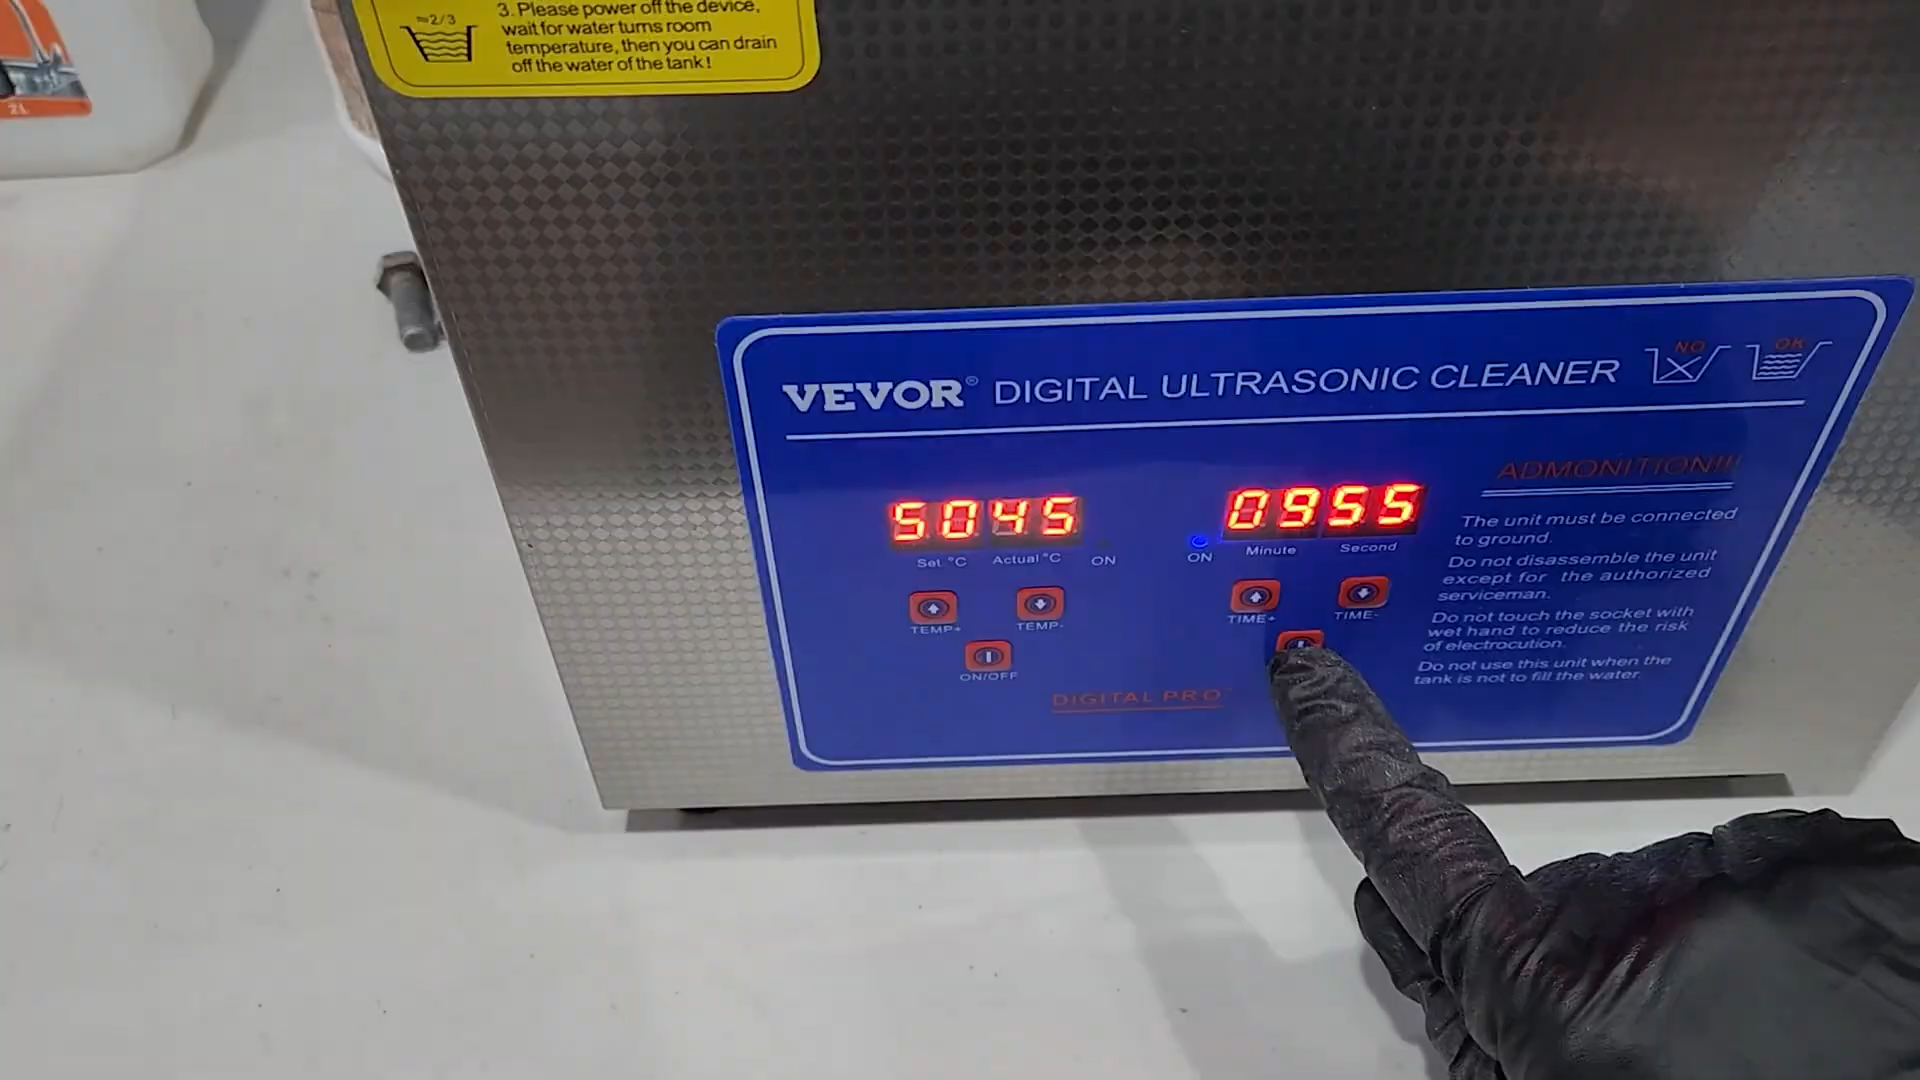 2L
≈2/3
3. Please power off the device,
wait for water turns room
temperature, then you can drain
off the water of the tank!
VEVOR® DIGITAL ULTRASONIC CLEANER
NO
OK
5045
0955
Set °C
Actual °C
ON
ON
Minute
Second
TEMP+
TEMP-
TIME+
TIME-
ON/OFF
DIGITAL PRO
ADMONITION!!!
The unit must be connected
to ground.
Do not disassemble the unit
except for the authorized
serviceman.
Do not touch the socket with
wet hand to reduce the risk
of electrocution.
Do not use this unit when the
tank is not to fill the water.